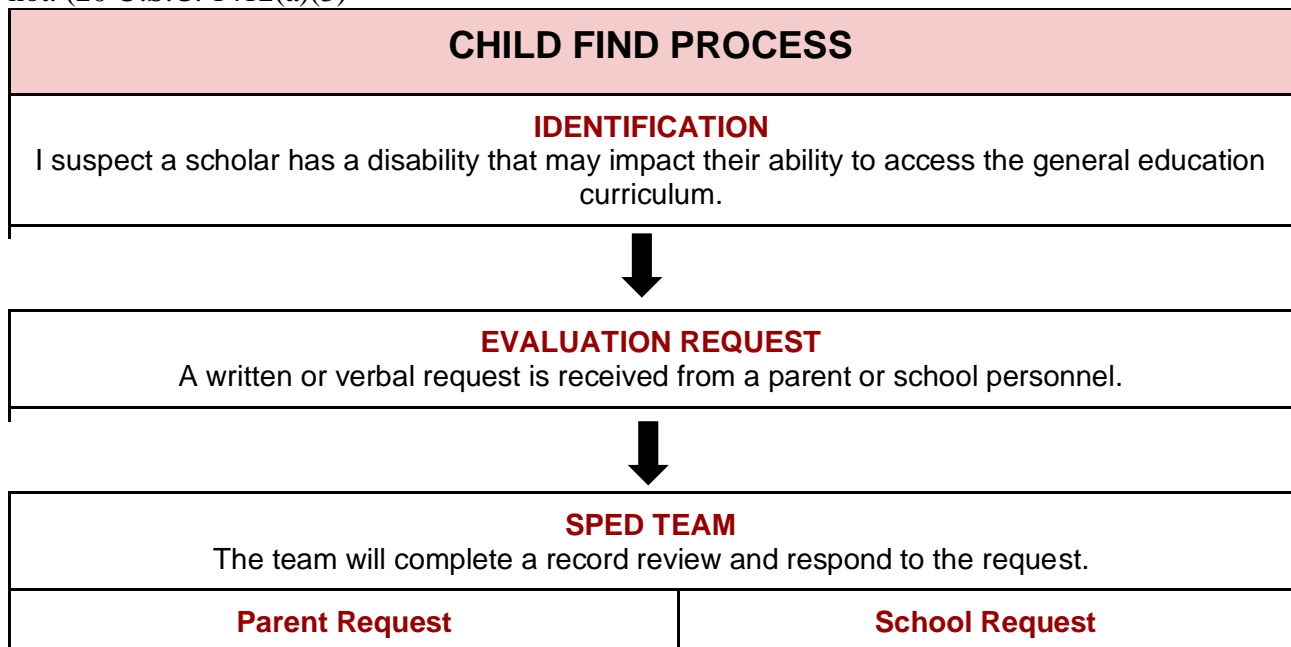 CHILD FIND PROCESS
IDENTIFICATION
I suspect a scholar has a disability that may impact their ability to access the general education
curriculum.
EVALUATION REQUEST
A written or verbal request is received from a parent or school personnel.
SPED TEAM
The team will complete a record review and respond to the request.
Parent Request
School Request